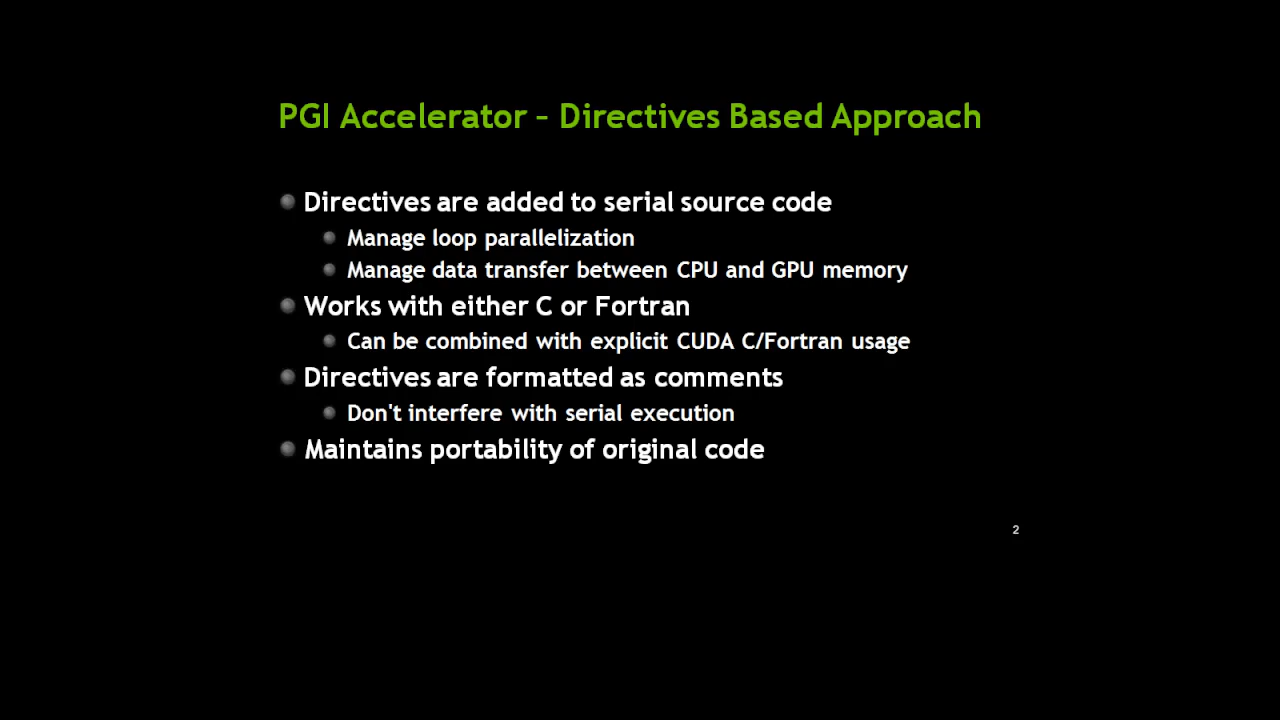 PGI Accelerator – Directives Based Approach
Directives are added to serial source code
Manage loop parallelization
Manage data transfer between CPU and GPU memory
Works with either C or Fortran
Can be combined with explicit CUDA C/Fortran usage
Directives are formatted as comments
Don't interfere with serial execution
Maintains portability of original code
2